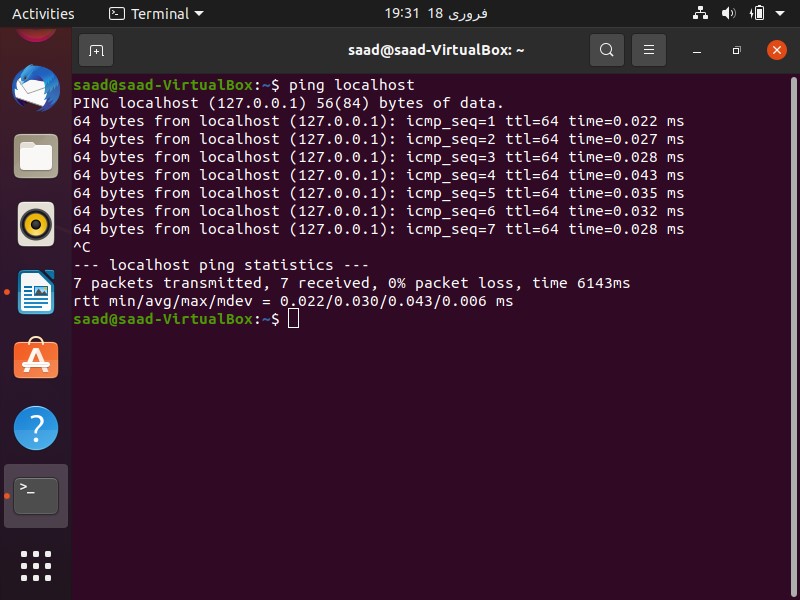 Activities Terminal 19:31 18 فروری
saad@saad-VirtualBox: ~
saad@saad-VirtualBox:~$ ping localhost
PING localhost (127.0.0.1) 56(84) bytes of data.
64 bytes from localhost (127.0.0.1): icmp_seq=1 ttl=64 time=0.022 ms
64 bytes from localhost (127.0.0.1): icmp_seq=2 ttl=64 time=0.027 ms
64 bytes from localhost (127.0.0.1): icmp_seq=3 ttl=64 time=0.028 ms
64 bytes from localhost (127.0.0.1): icmp_seq=4 ttl=64 time=0.043 ms
64 bytes from localhost (127.0.0.1): icmp_seq=5 ttl=64 time=0.035 ms
64 bytes from localhost (127.0.0.1): icmp_seq=6 ttl=64 time=0.032 ms
64 bytes from localhost (127.0.0.1): icmp_seq=7 ttl=64 time=0.028 ms
^C
--- localhost ping statistics ---
7 packets transmitted, 7 received, 0% packet loss, time 6143ms
rtt min/avg/max/mdev = 0.022/0.030/0.043/0.006 ms
saad@saad-VirtualBox:~$